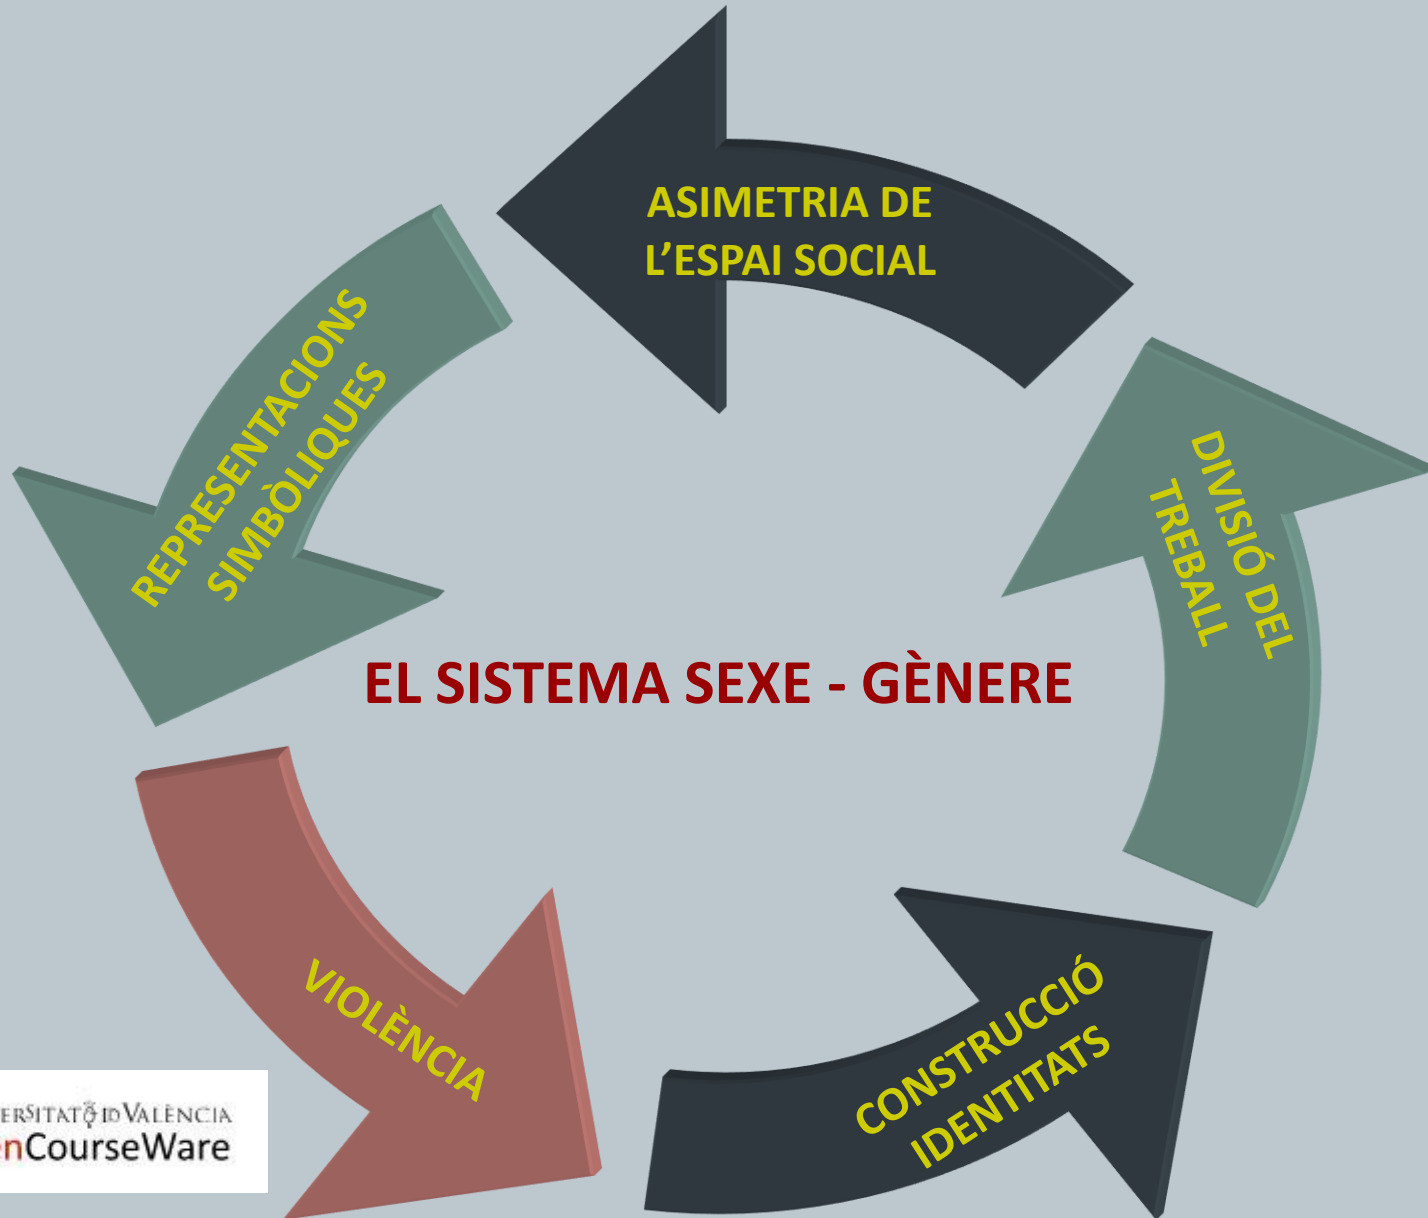 ASIMETRIA DE
L'ESPAI SOCIAL
REPRESENTACIONS
SIMBÒLIQUES
DIVISIÓ DEL
TREBALL
EL SISTEMA SEXE - GÈNERE
VIOLÈNCIA
CONSTRUCCIÓ
IDENTITATS
ERSITAT ID VALÈNCIA
nCourseWare